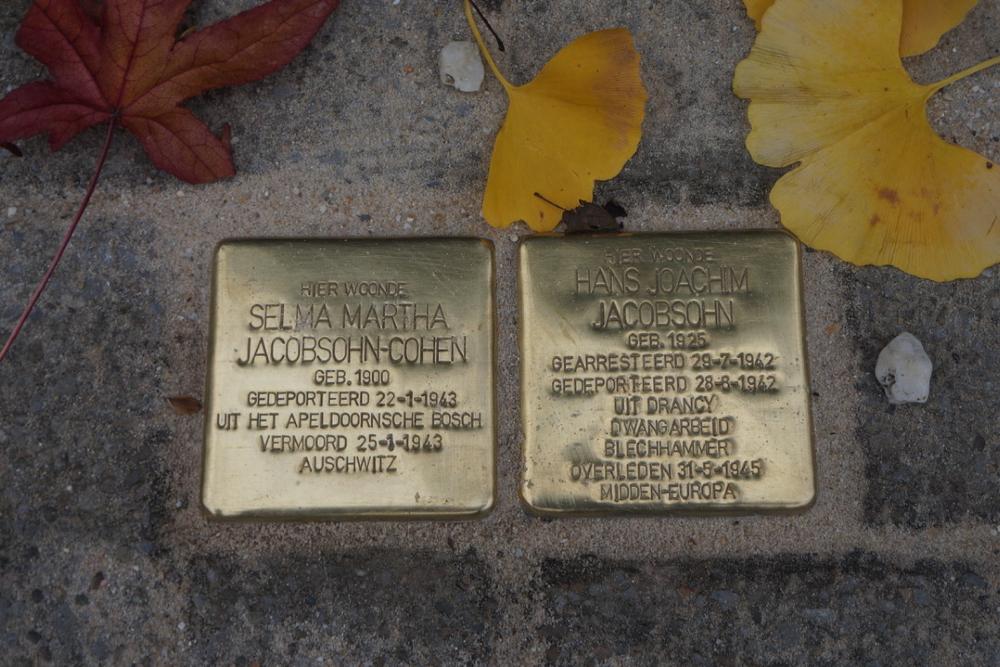 HIER WOONDE
SELMA MARTHA
JACOBSOHN-COHEN
GEB. 1900
GEDEPORTEERD 22-1-1943
UIT HET APELDOORNSCHE BOSCH
VERMOORD 25-1-1943
AUSCHWITZ
HIER WOONDE
HANS JOACHIM
JACOBSOHN
GEB. 1925
GEARRESTEERD 29-7-1942
GEDEPORTEERD 28-8-1942
UIT DRANCY
DWANGARBEID
BLECHHAMMER
OVERLEDEN 31-5-1945
MIDDEN-EUROPA